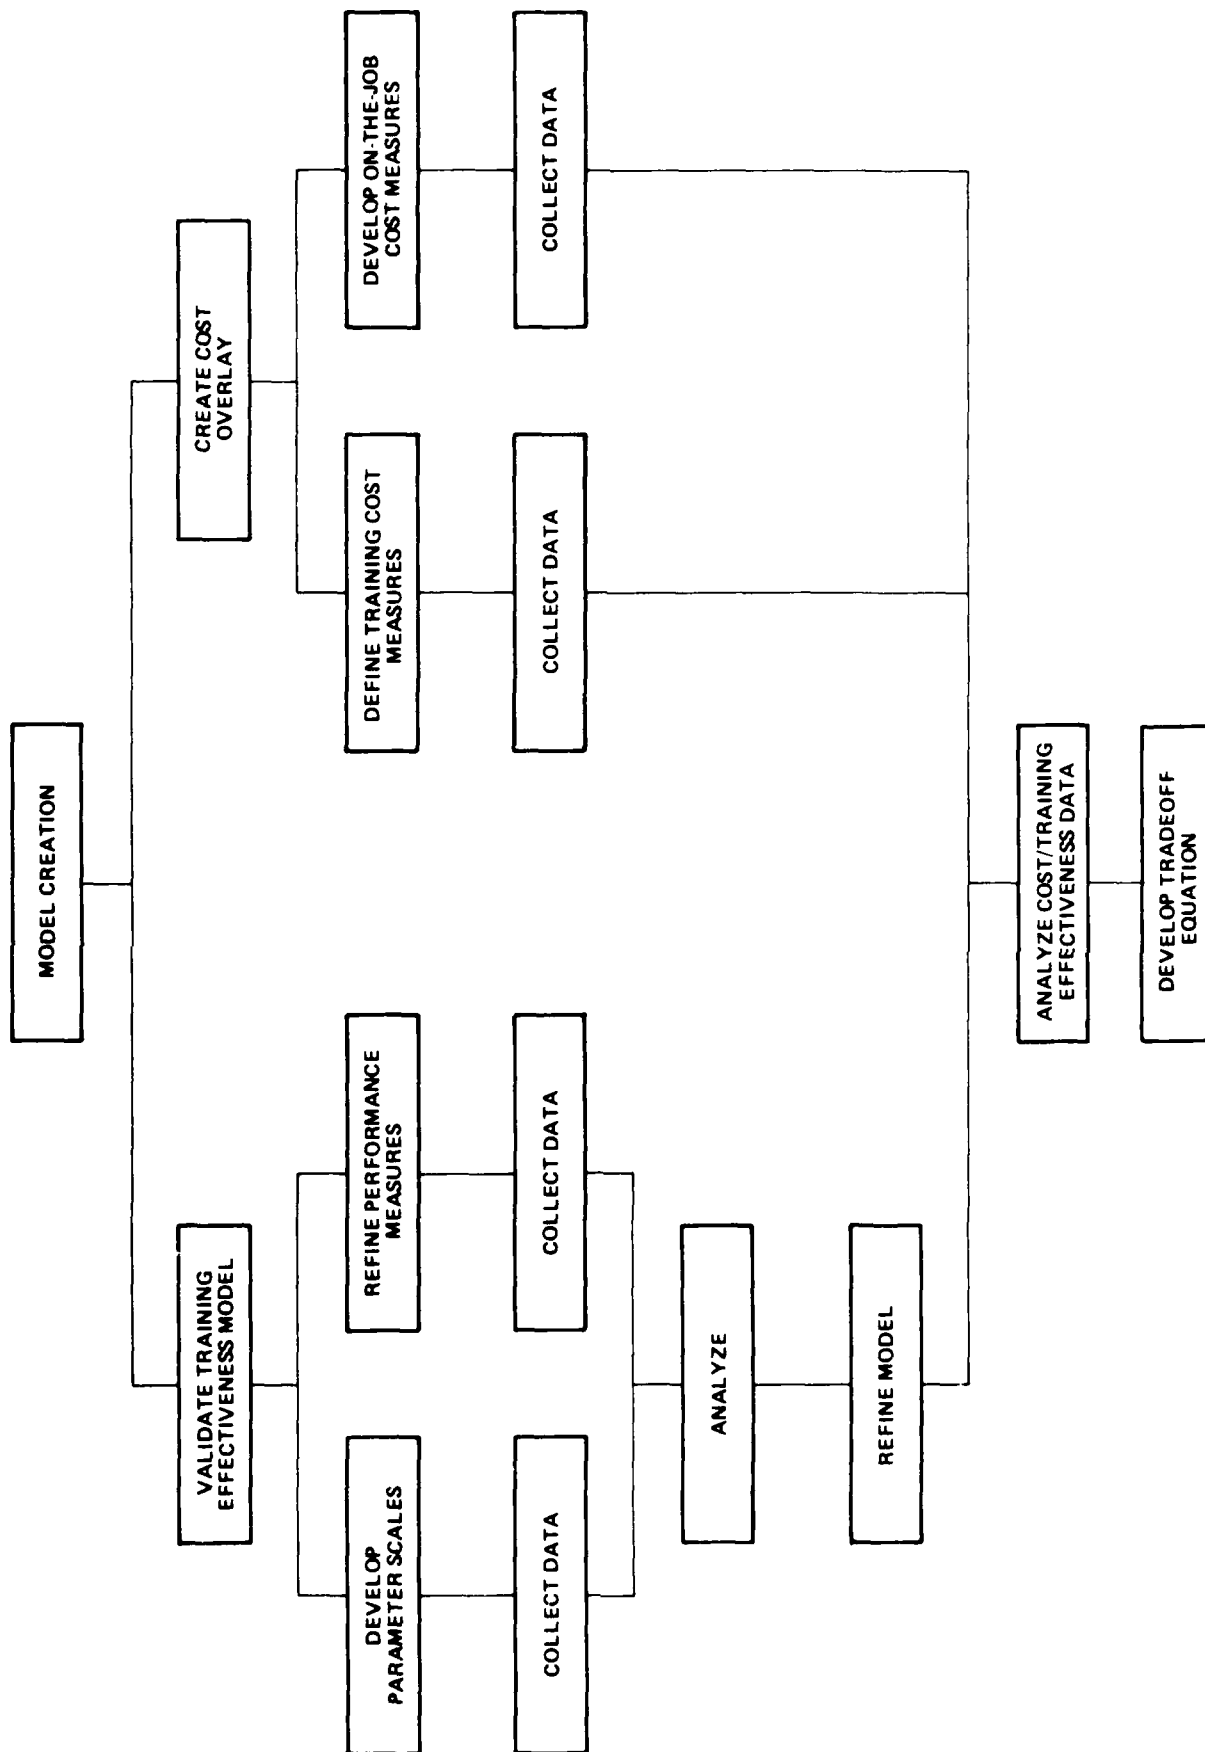 MODEL CREATION
VALIDATE TRAINING
EFFECTIVENESS MODEL
CREATE COST
OVERLAY
DEVELOP
PARAMETER SCALES
REFINE PERFORMANCE
MEASURES
DEFINE TRAINING COST
MEASURES
DEVELOP ON-THE-JOB
COST MEASURES
COLLECT DATA
COLLECT DATA
COLLECT DATA
COLLECT DATA
ANALYZE
REFINE MODEL
ANALYZE COST/TRAINING
EFFECTIVENESS DATA
DEVELOP TRADEOFF
EQUATION